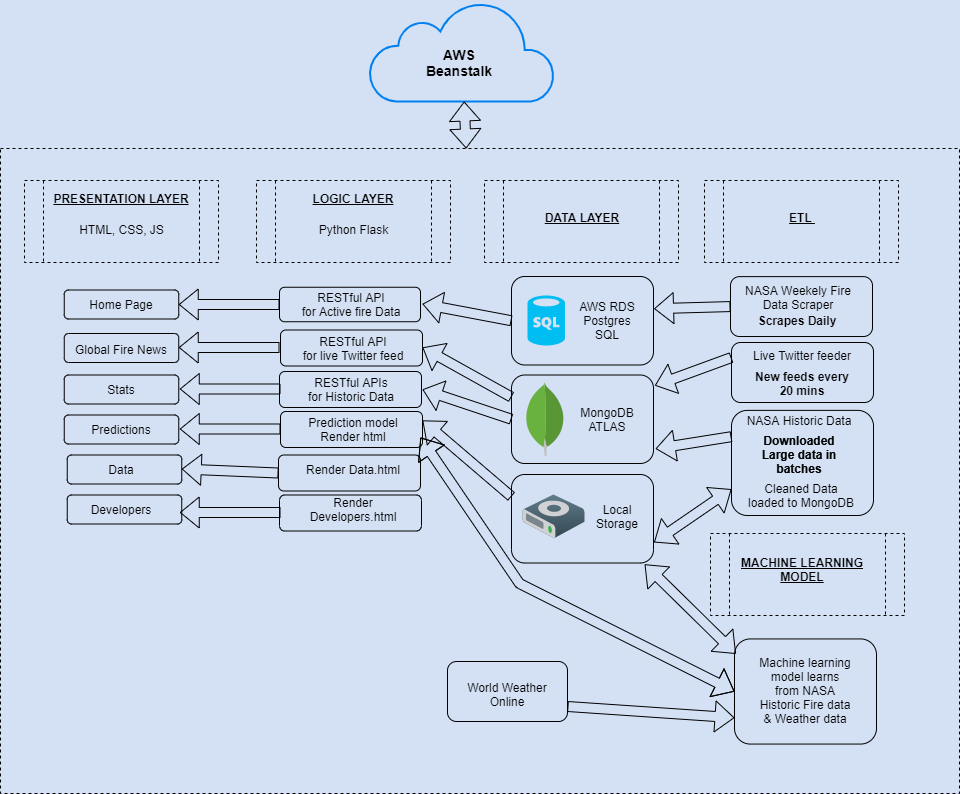 AWS
Beanstalk
PRESENTATION LAYER
HTML, CSS, JS
LOGIC LAYER
Python Flask
DATA LAYER
ETL
Home Page
Global Fire News
Stats
Predictions
Data
Developers
RESTful API
for Active fire Data
RESTful API
for live Twitter feed
RESTful APIs
for Historic Data
Prediction model
Render html
Render Data.html
Render
Developers.html
SQL
AWS RDS
Postgres
SQL
MongoDB
ATLAS
Local
Storage
NASA Weekely Fire
Data Scraper
Scrapes Daily
Live Twitter feeder
New feeds every
20 mins
NASA Historic Data
Downloaded
Large data in
batches
Cleaned Data
loaded to MongoDB
MACHINE LEARNING
MODEL
World Weather
Online
Machine learning
model learns
from NASA
Historic Fire data
& Weather data